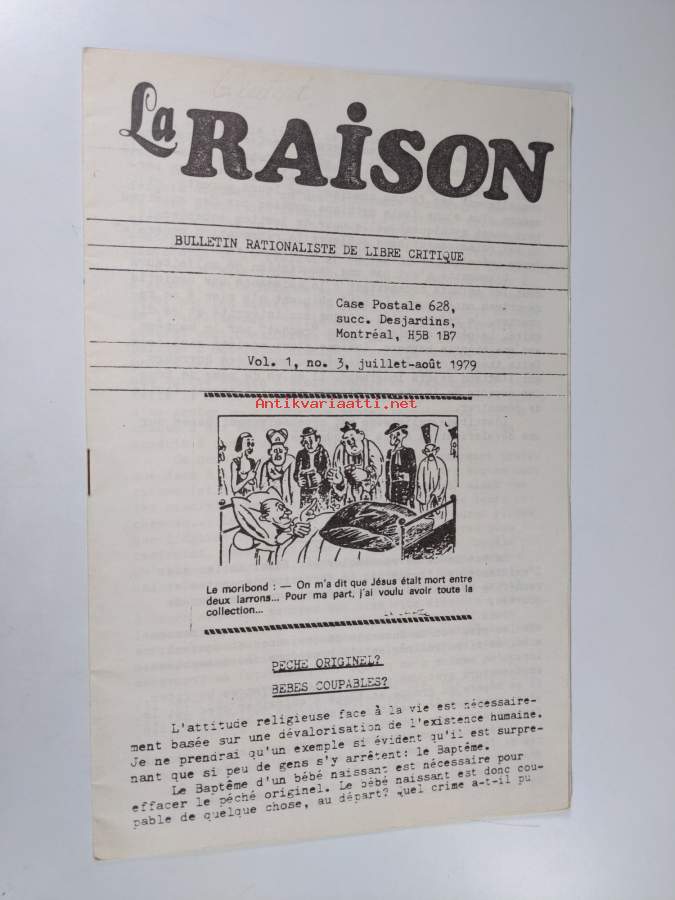 La RAiSON
BULLETIN RATIONALISTE DE LIBRE CRITIQUE
Case Postale 628,
succ. Desjardins,
Montréal, H5B 1B7
Vol. 1, no. 3, juillet-août 1979
Antikvariaatti.net
Le moribond : — On m'a dit que Jésus était mort entre
deux larrons... Pour ma part, j'ai voulu avoir toute la
collection...
PECHE ORIGINEL?
BEBES COUPABLES?
L'attitude religieuse face à la vie est nécessaire-
ment basée sur une dévalorisation de l'existence humaine.
Je ne prendrai qu'un exemple si évident qu'il est surpre-
nant que si peu de gens s'y arrêtent: le Baptême.
Le Baptême d'un bébé naissant est nécessaire pour
effacer le péché originel. Le bébé naissant est donc cou-
pable de quelque chose, au départ? Quel crime a-t-il pu